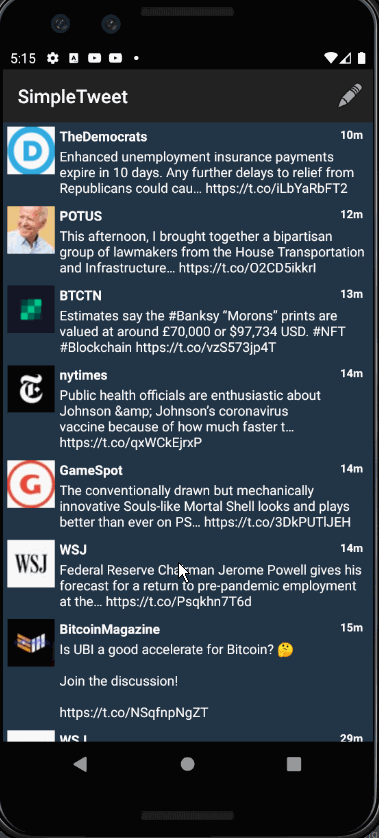 5:15
SimpleTweet
TheDemocrats 10m
Enhanced unemployment insurance payments
expire in 10 days. Any further delays to relief from
Republicans could cau… https://t.co/iLbYaRbFT2
POTUS 12m
This afternoon, I brought together a bipartisan
group of lawmakers from the House Transportation
and Infrastructure… https://t.co/O2CD5ikkrI
BTCTN 13m
Estimates say the #Banksy “Morons” prints are
valued at around £70,000 or $97,734 USD. #NFT
#Blockchain https://t.co/vzS573jp4T
nytimes 14m
Public health officials are enthusiastic about
Johnson &amp; Johnson’s coronavirus
vaccine because of how much faster t…
https://t.co/qxWCkEjrxP
GameSpot 14m
The conventionally drawn but mechanically
innovative Souls-like Mortal Shell looks and plays
better than ever on PS… https://t.co/3DkPUTlJEH
WSJ
WSJ 14m
Federal Reserve Chairman Jerome Powell gives his
forecast for a return to pre-pandemic employment
at the… https://t.co/Psqkhn7T6d
BitcoinMagazine 15m
Is UBI a good accelerate for Bitcoin? 🤔
Join the discussion!
https://t.co/NSqfnpNgZT
WSJ 29m